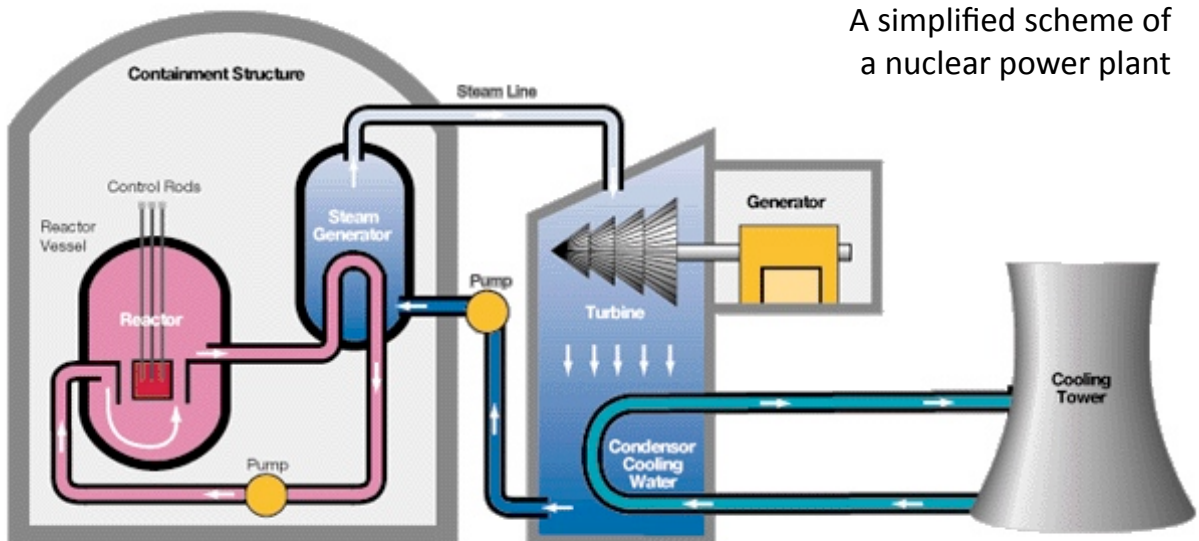 A simplified scheme of
a nuclear power plant
Containment Structure
Steam Line
Control Rods
Reactor
Vessel
Steam
Generator
Generator
Pump
Reactor
Turbine
Cooling
Tower
Condensor
Cooling
Water
Pump